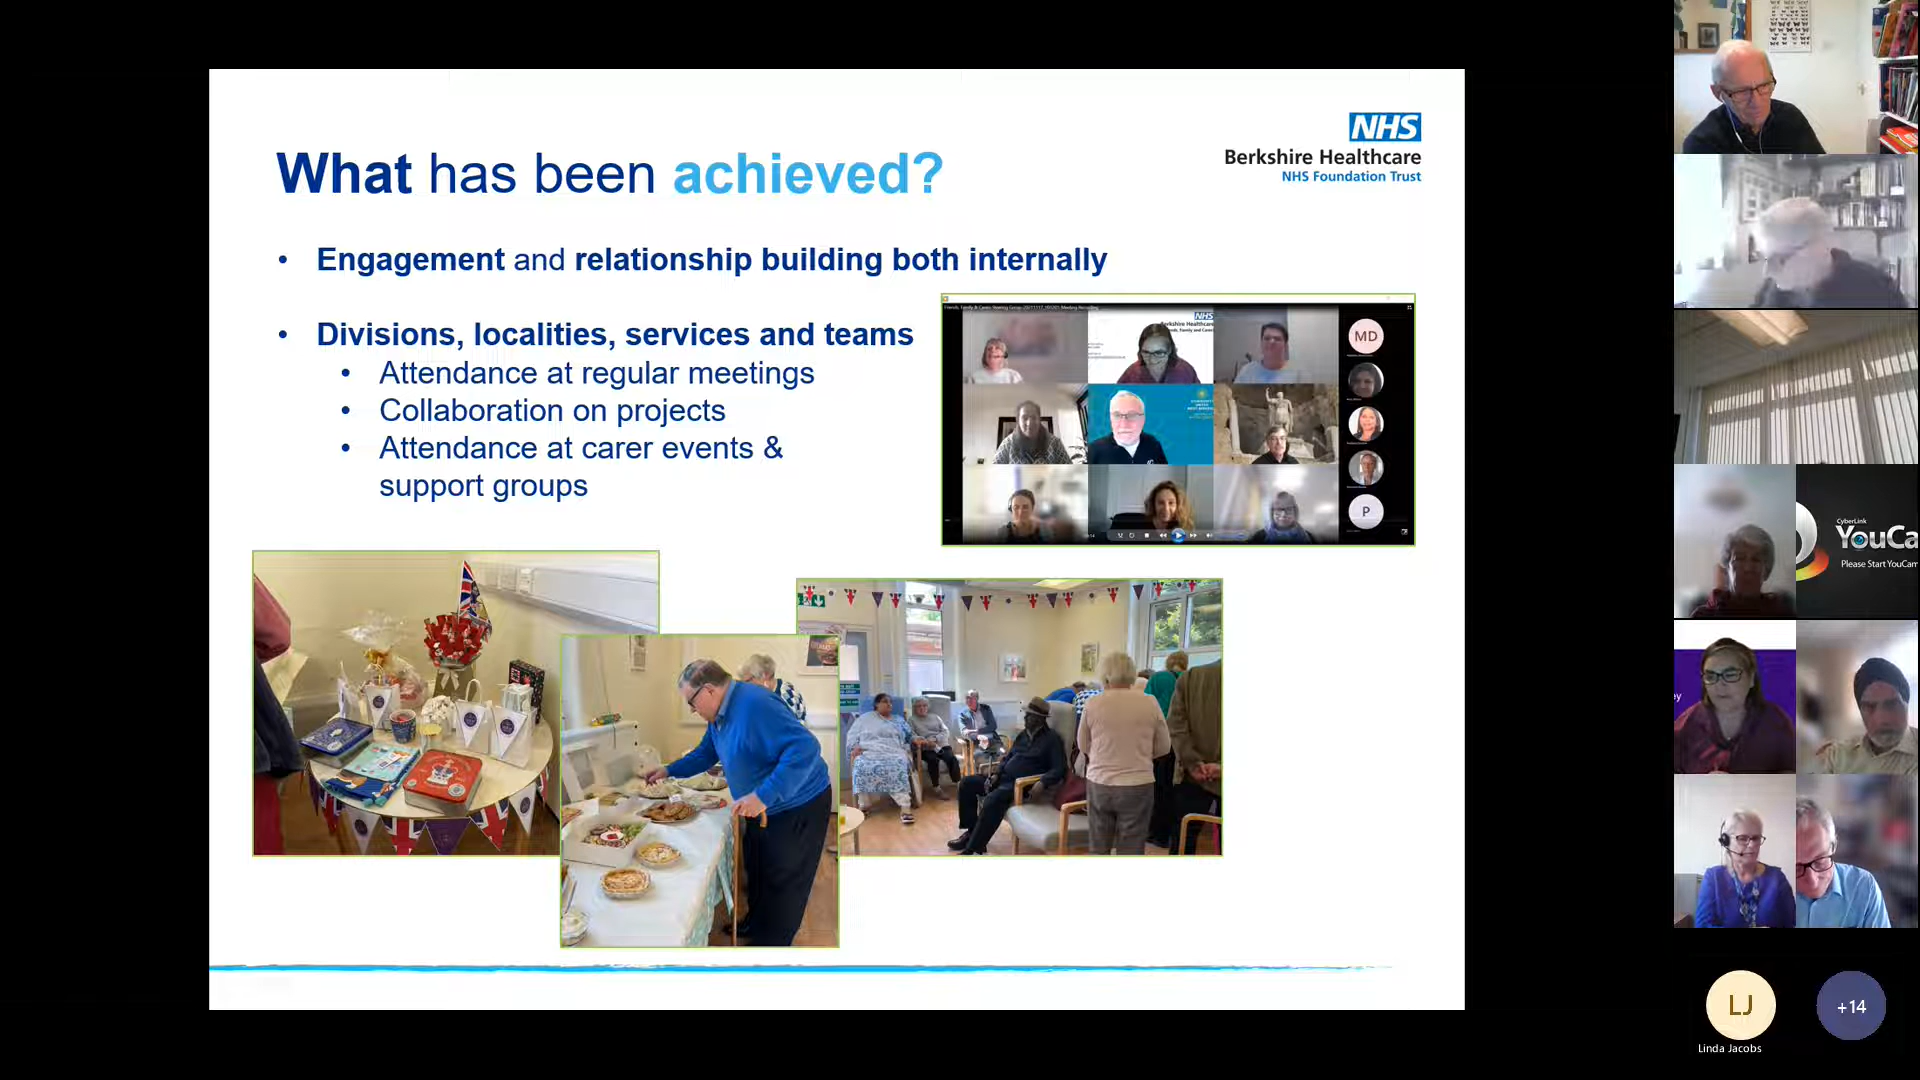 NHS
Berkshire Healthcare
NHS Foundation Trust
What has been achieved?
• Engagement and relationship building both internally
• Divisions, localities, services and teams
• Attendance at regular meetings
• Collaboration on projects
• Attendance at carer events &
support groups
NHS
MD
P
CyberLink
YouCa
Please Start YouCam
LJ
+14
Linda Jacobs